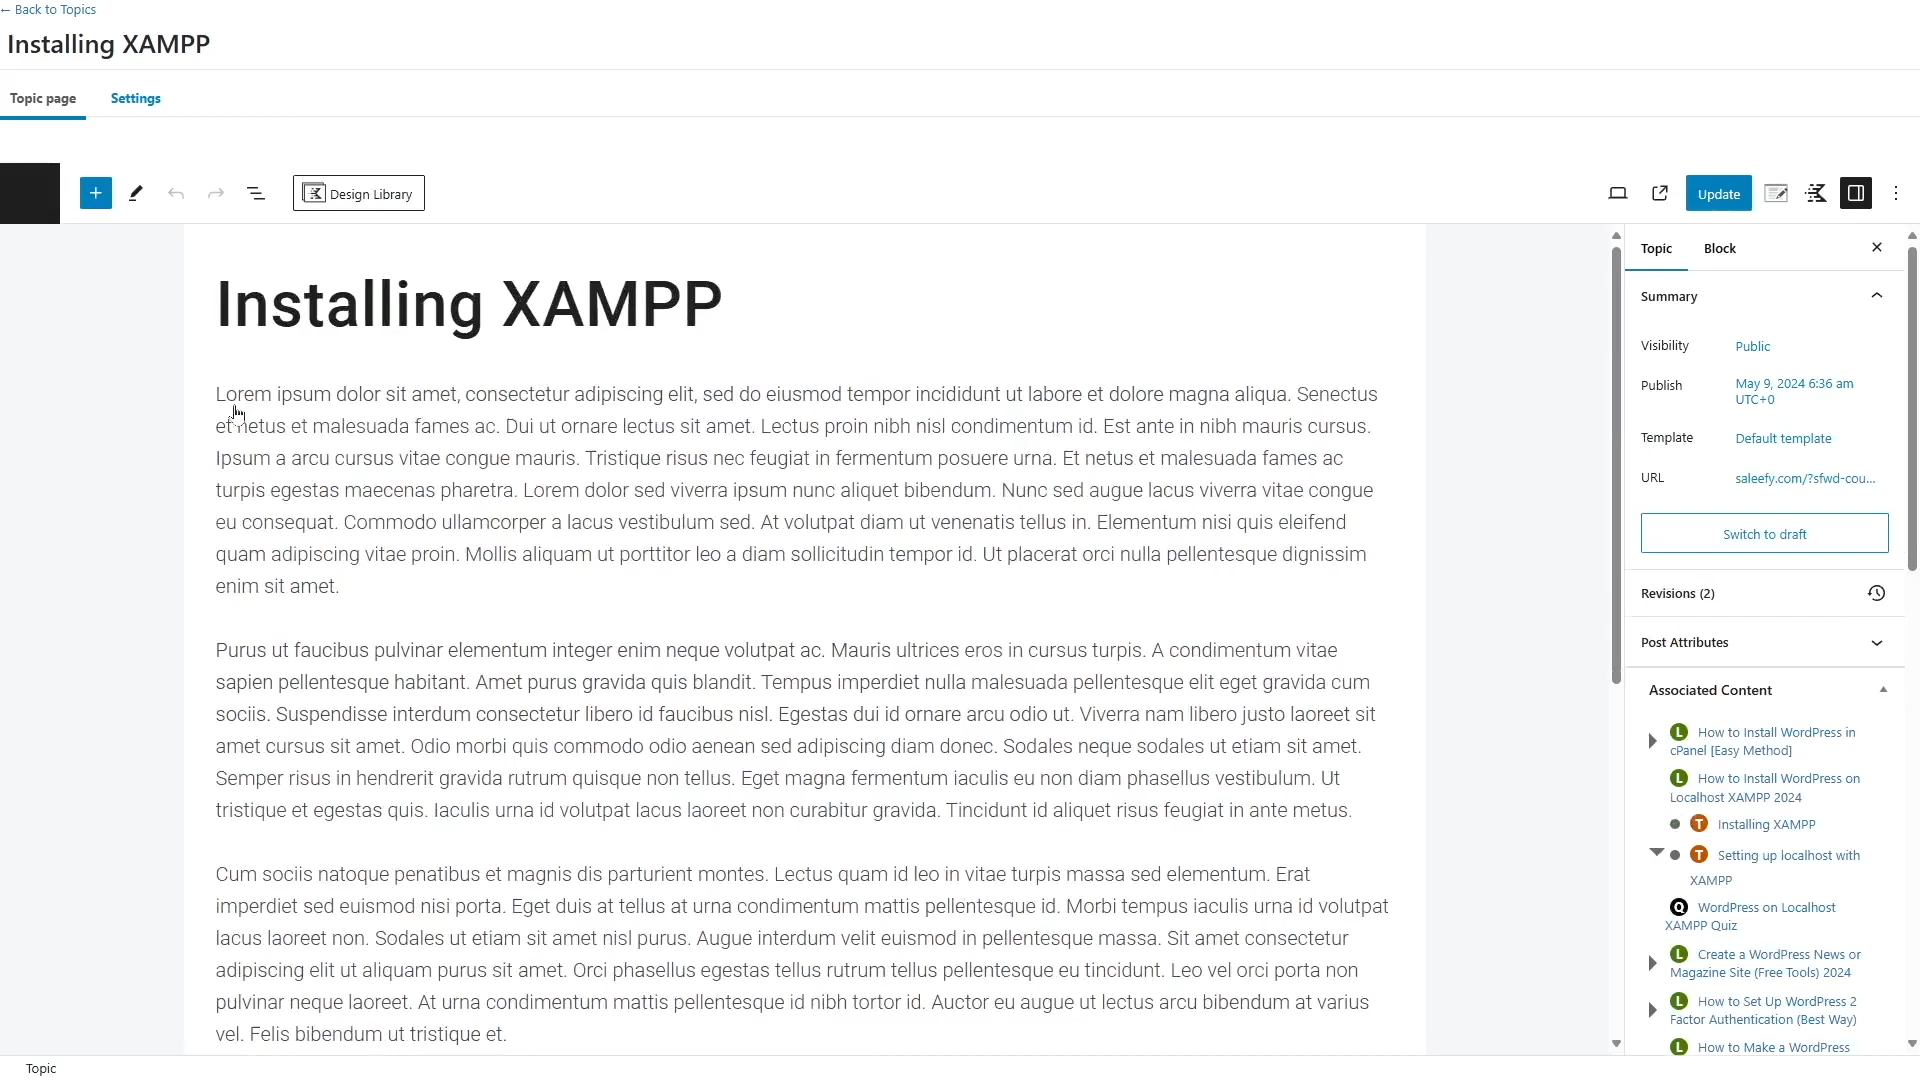 ← Back to Topics
Installing XAMPP
Topic page
Settings
Design Library
Update
Installing XAMPP
Lorem ipsum dolor sit amet, consectetur adipiscing elit, sed do eiusmod tempor incididunt ut labore et dolore magna aliqua. Senectus
et netus et malesuada fames ac. Dui ut ornare lectus sit amet. Lectus proin nibh nisl condimentum id. Est ante in nibh mauris cursus.
Ipsum a arcu cursus vitae congue mauris. Tristique risus nec feugiat in fermentum posuere urna. Et netus et malesuada fames ac
turpis egestas maecenas pharetra. Lorem dolor sed viverra ipsum nunc aliquet bibendum. Nunc sed augue lacus viverra vitae congue
eu consequat. Commodo ullamcorper a lacus vestibulum sed. At volutpat diam ut venenatis tellus in. Elementum nisi quis eleifend
quam adipiscing vitae proin. Mollis aliquam ut porttitor leo a diam sollicitudin tempor id. Ut placerat orci nulla pellentesque dignissim
enim sit amet.
Purus ut faucibus pulvinar elementum integer enim neque volutpat ac. Mauris ultrices eros in cursus turpis. A condimentum vitae
sapien pellentesque habitant. Amet purus gravida quis blandit. Tempus imperdiet nulla malesuada pellentesque elit eget gravida cum
sociis. Suspendisse interdum consectetur libero id faucibus nisl. Egestas dui id ornare arcu odio ut. Viverra nam libero justo laoreet sit
amet cursus sit amet. Odio morbi quis commodo odio aenean sed adipiscing diam donec. Sodales neque sodales ut etiam sit amet.
Semper risus in hendrerit gravida rutrum quisque non tellus. Eget magna fermentum iaculis eu non diam phasellus vestibulum. Ut
tristique et egestas quis. Iaculis urna id volutpat lacus laoreet non curabitur gravida. Tincidunt id aliquet risus feugiat in ante metus.
Cum sociis natoque penatibus et magnis dis parturient montes. Lectus quam id leo in vitae turpis massa sed elementum. Erat
imperdiet sed euismod nisi porta. Eget duis at tellus at urna condimentum mattis pellentesque id. Morbi tempus iaculis urna id volutpat
lacus laoreet non. Sodales ut etiam sit amet nisl purus. Augue interdum velit euismod in pellentesque massa. Sit amet consectetur
adipiscing elit ut aliquam purus sit amet. Orci phasellus egestas tellus rutrum tellus pellentesque eu tincidunt. Leo vel orci porta non
pulvinar neque laoreet. At urna condimentum mattis pellentesque id nibh tortor id. Auctor eu augue ut lectus arcu bibendum at varius
vel. Felis bibendum ut tristique et.
Topic
Block
Summary
Visibility
Public
Publish
May 9, 2024 6:36 am
UTC+0
Template
Default template
URL
saleefy.com/?sfwd-cou...
Switch to draft
Revisions (2)
Post Attributes
Associated Content
L How to Install WordPress in
cPanel [Easy Method]
L How to Install WordPress on
Localhost XAMPP 2024
T Installing XAMPP
T Setting up localhost with
XAMPP
Q WordPress on Localhost
XAMPP Quiz
L Create a WordPress News or
Magazine Site (Free Tools) 2024
L How to Set Up WordPress 2
Factor Authentication (Best Way)
L How to Make a WordPress
Topic